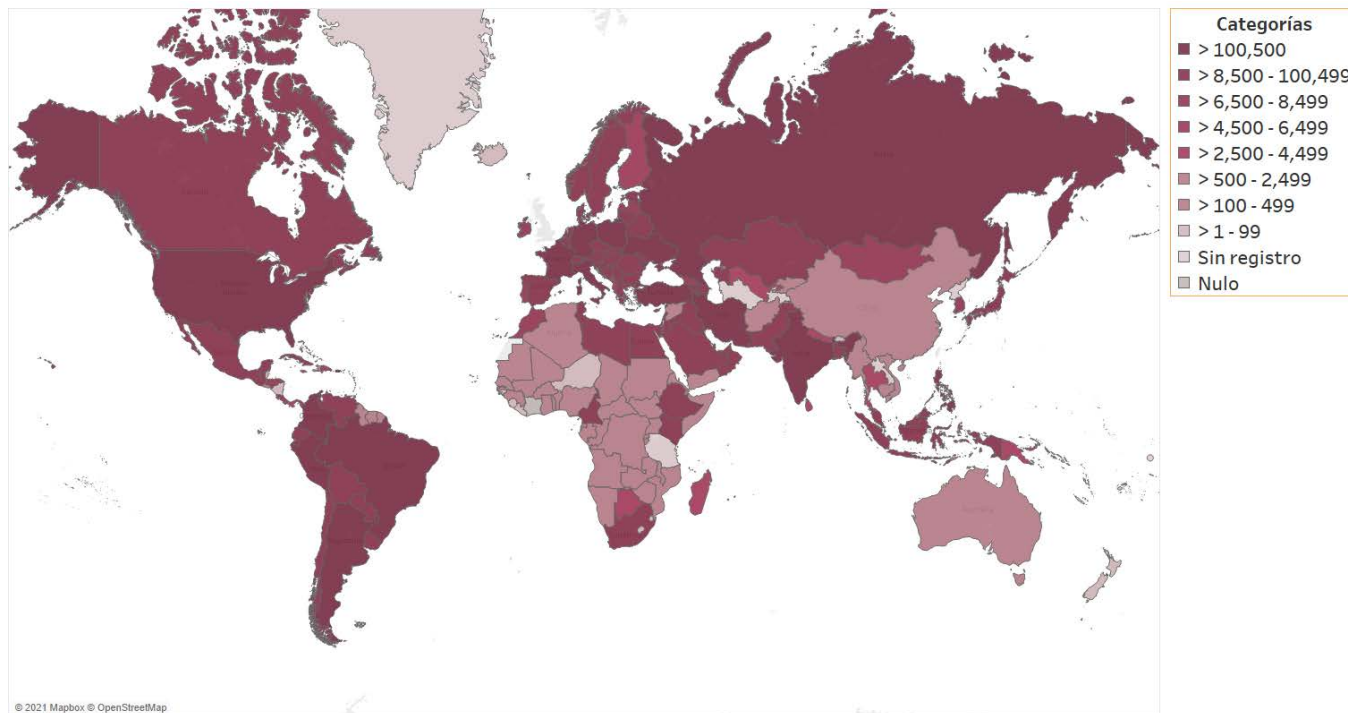 Categorías
> 100,500
> 8,500 - 100,499
> 6,500 - 8,499
> 4,500 - 6,499
> 2,500 - 4,499
> 500 - 2,499
> 100 - 499
> 1 - 99
Sin registro
Nulo
© 2021 Mapbox © OpenStreetMap